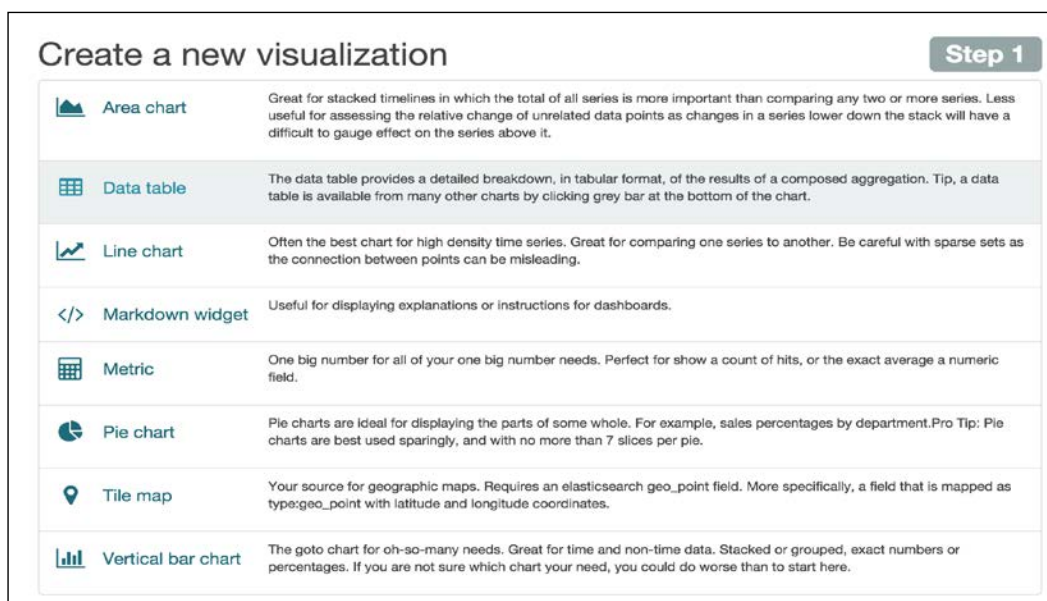 Create a new visualization
Step 1
Area chart
Great for stacked timelines in which the total of all series is more important than comparing any two or more series. Less
useful for assessing the relative change of unrelated data points as changes in a series lower down the stack will have a
difficult to gauge effect on the series above it.
Data table
The data table provides a detailed breakdown, in tabular format, of the results of a composed aggregation. Tip, a data
table is available from many other charts by clicking grey bar at the bottom of the chart.
Line chart
Often the best chart for high density time series. Great for comparing one series to another. Be careful with sparse sets as
the connection between points can be misleading.
</> Markdown widget
Useful for displaying explanations or instructions for dashboards.
Metric
One big number for all of your one big number needs. Perfect for show a count of hits, or the exact average a numeric
field.
Pie chart
Pie charts are ideal for displaying the parts of some whole. For example, sales percentages by department.Pro Tip: Pie
charts are best used sparingly, and with no more than 7 slices per pie.
Tile map
Your source for geographic maps. Requires an elasticsearch geo_point field. More specifically, a field that is mapped as
type:geo_point with latitude and longitude coordinates.
Vertical bar chart
The goto chart for oh-so-many needs. Great for time and non-time data. Stacked or grouped, exact numbers or
percentages. If you are not sure which chart your need, you could do worse than to start here.